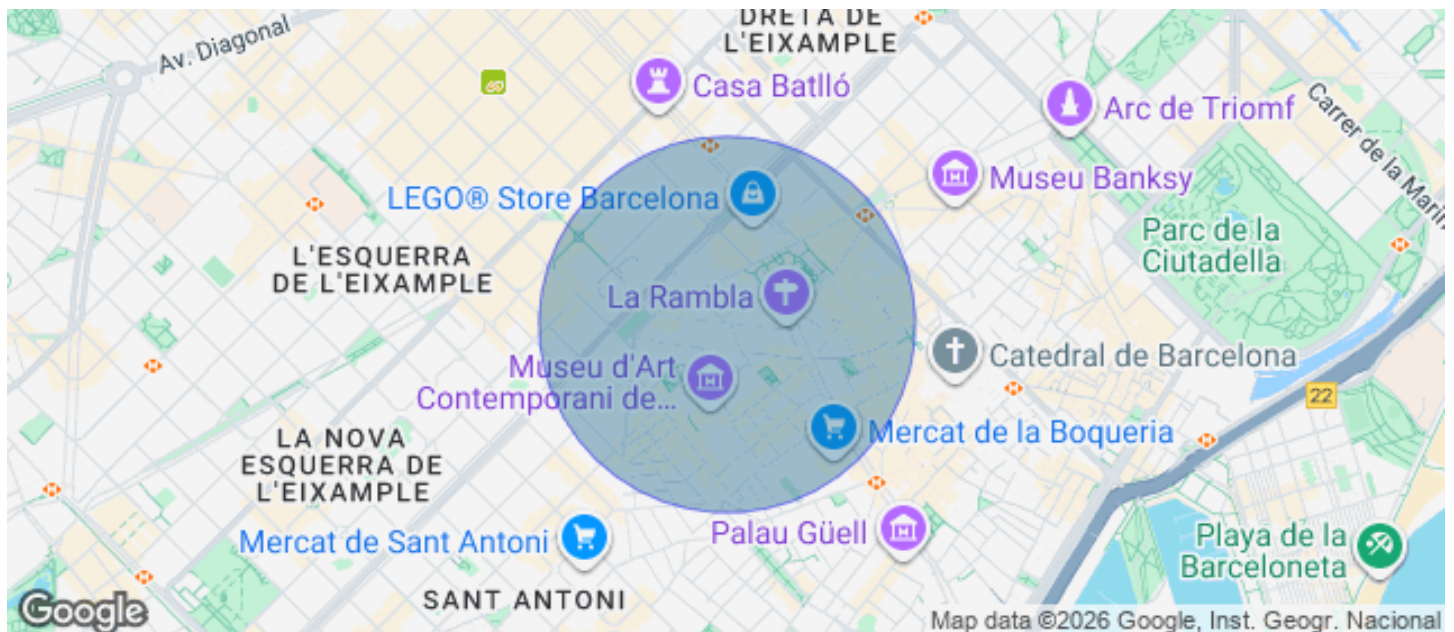 DRETA DE
L'EIXAMPLE
Av. Diagonal
Casa Batlló
Arc de Triomf
Carrer de la Marin
LEGO® Store Barcelona
Museu Banksy
L'ESQUERRA
DE L'EIXAMPLE
Parc de la
Ciutadella
La Rambla
Catedral de Barcelona
Museu d'Art
Contemporani de...
22
Mercat de la Boqueria
LA NOVA
ESQUERRA DE
L'EIXAMPLE
Mercat de Sant Antoni
Palau Güell
Playa de la
Barceloneta
SANT ANTONI
Google
Map data ©2026 Google, Inst. Geogr. Nacional